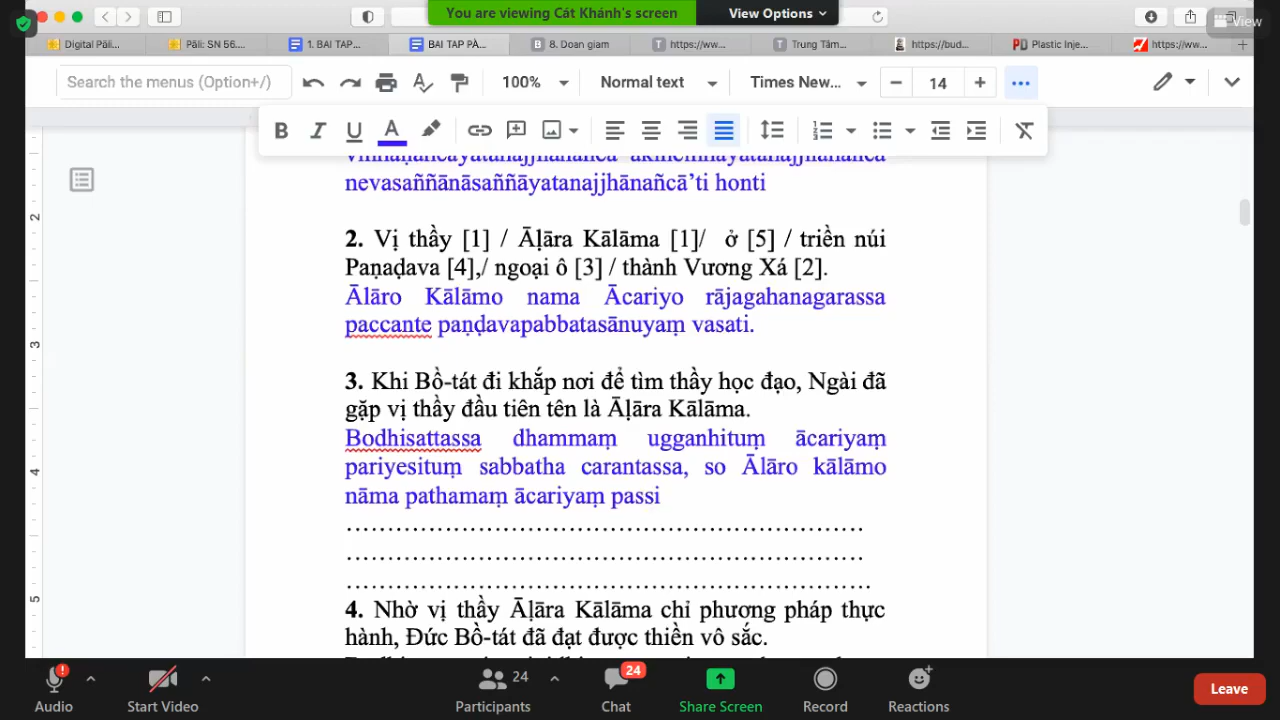 You are viewing Cát Khánh's screen
View Options
View
Digital Pāli...
Pāli: SN 56....
1. BAI TAP...
BAI TAP PÀ...
8. Doan giam
https://ww...
Trung Tâm...
https://bud...
Plastic Inje...
https://ww...
Search the menus (Option+/)
100%
Normal text
Times New...
14
nevasaññānāsaññāyatanajjhānañcā’ti honti
2. Vị thầy [1] / Āḷāra Kālāma [1]/ ở [5] / triền núi
Paṇaḍava [4],/ ngoại ô [3] / thành Vương Xá [2].
Ālāro Kālāmo nama Ācariyo rājagahanagarassa
paccante paṇḍavapabbatasānuyaṃ vasati.
3. Khi Bồ-tát đi khắp nơi để tìm thầy học đạo, Ngài đã
gặp vị thầy đầu tiên tên là Āḷāra Kālāma.
Bodhisattassa dhammaṃ ugganhituṃ ācariyaṃ
pariyesituṃ sabbatha carantassa, so Ālāro kālāmo
nāma pathamaṃ ācariyaṃ passi
4. Nhờ vị thầy Āḷāra Kālāma chỉ phương pháp thực
hành, Đức Bồ-tát đã đạt được thiền vô sắc.
Audio
Start Video
24
Participants
24
Chat
Share Screen
Record
Reactions
Leave